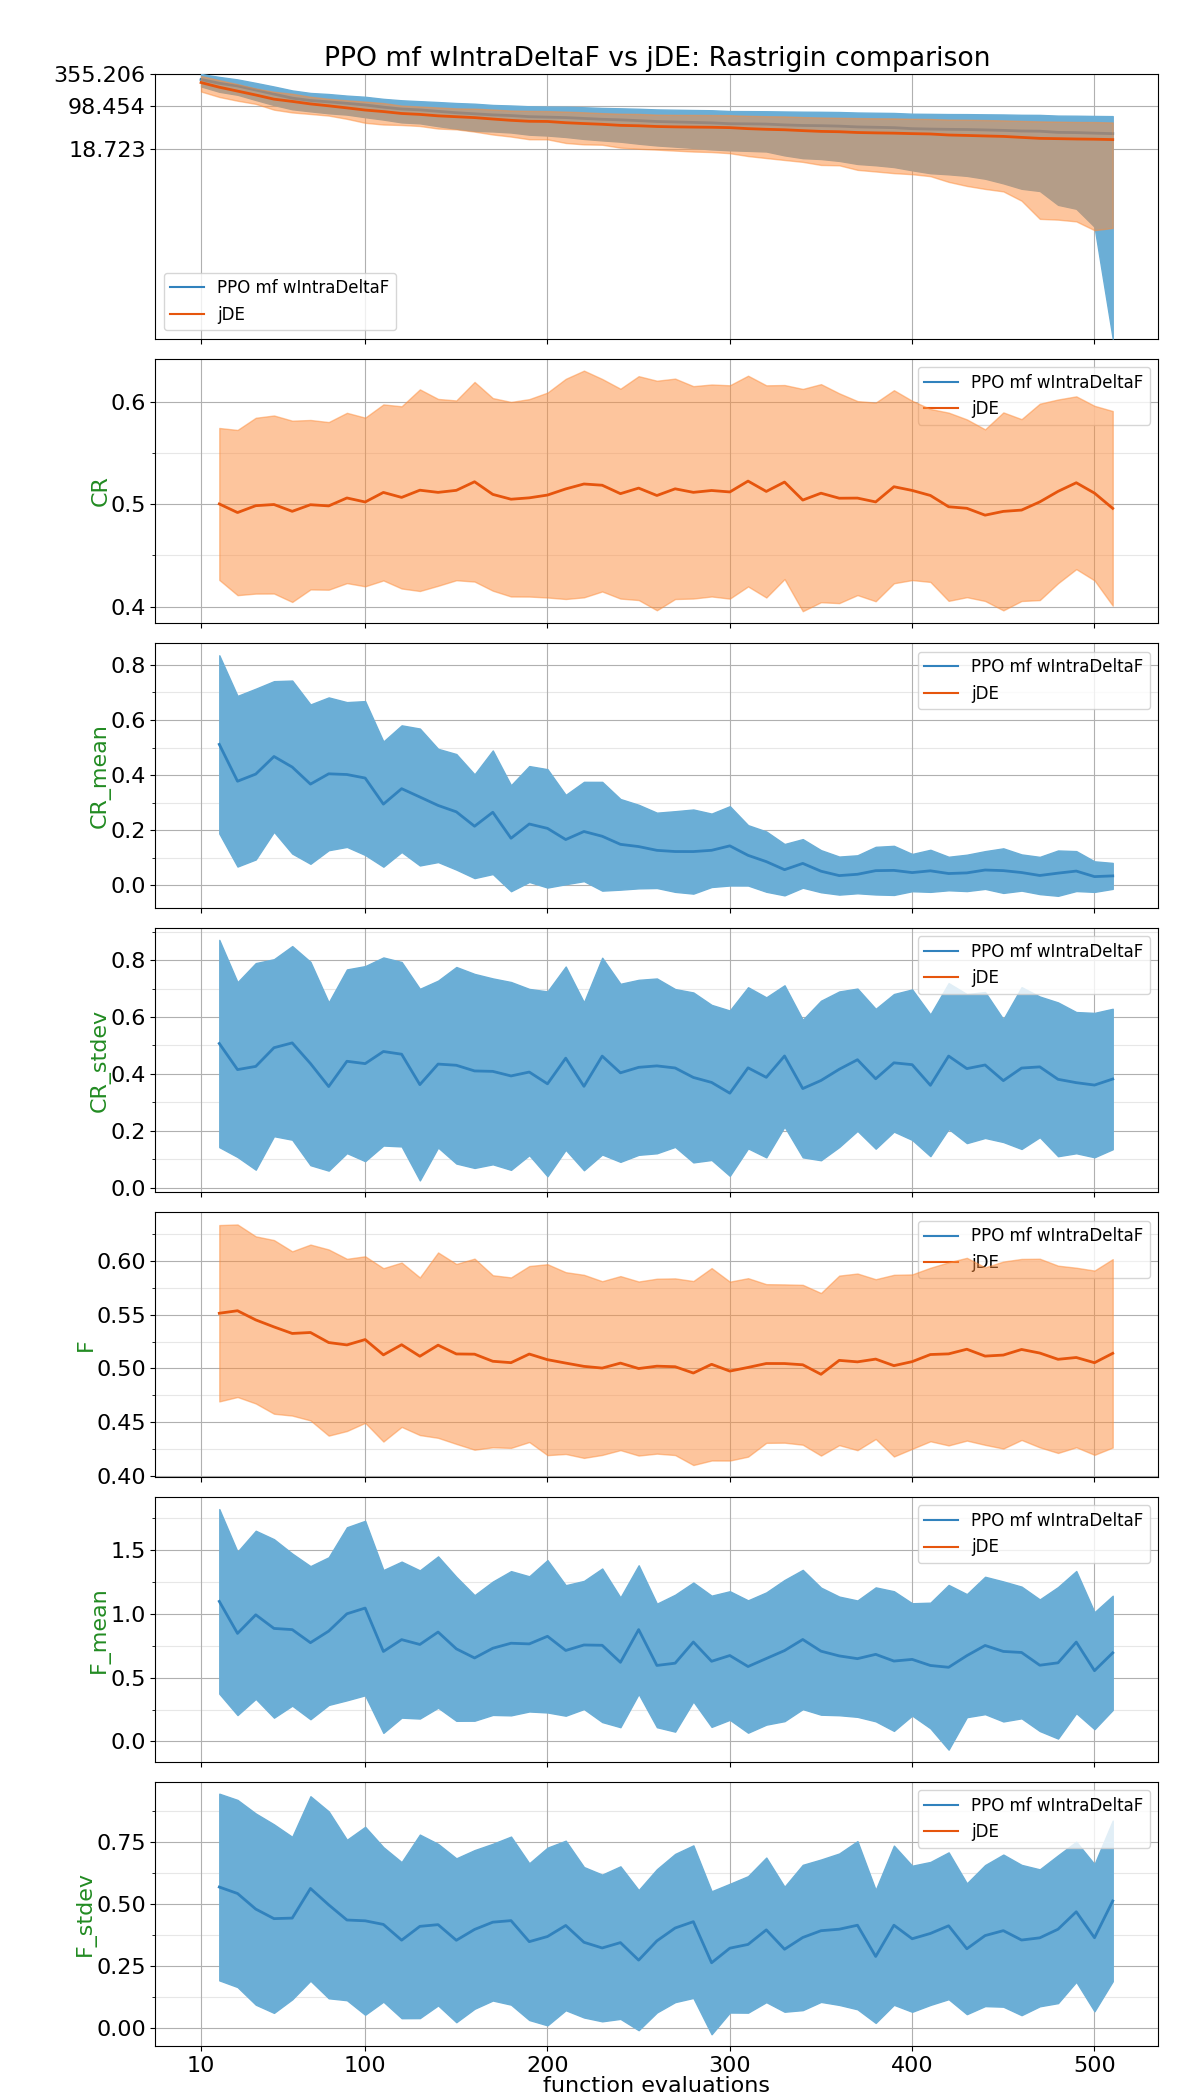 PPO mf wIntraDeltaF vs jDE: Rastrigin comparison
355.206
98.454
18.723
PPO mf wIntraDeltaF
jDE
CR
0.6
0.5
0.4
PPO mf wIntraDeltaF
jDE
CR_mean
0.8
0.6
0.4
0.2
0.0
PPO mf wIntraDeltaF
jDE
CR_stdev
0.8
0.6
0.4
0.2
0.0
PPO mf wIntraDeltaF
jDE
F
0.60
0.55
0.50
0.45
0.40
PPO mf wIntraDeltaF
jDE
F_mean
1.5
1.0
0.5
0.0
PPO mf wIntraDeltaF
jDE
F_stdev
0.75
0.50
0.25
0.00
PPO mf wIntraDeltaF
jDE
10 100 200 300 400 500
function evaluations